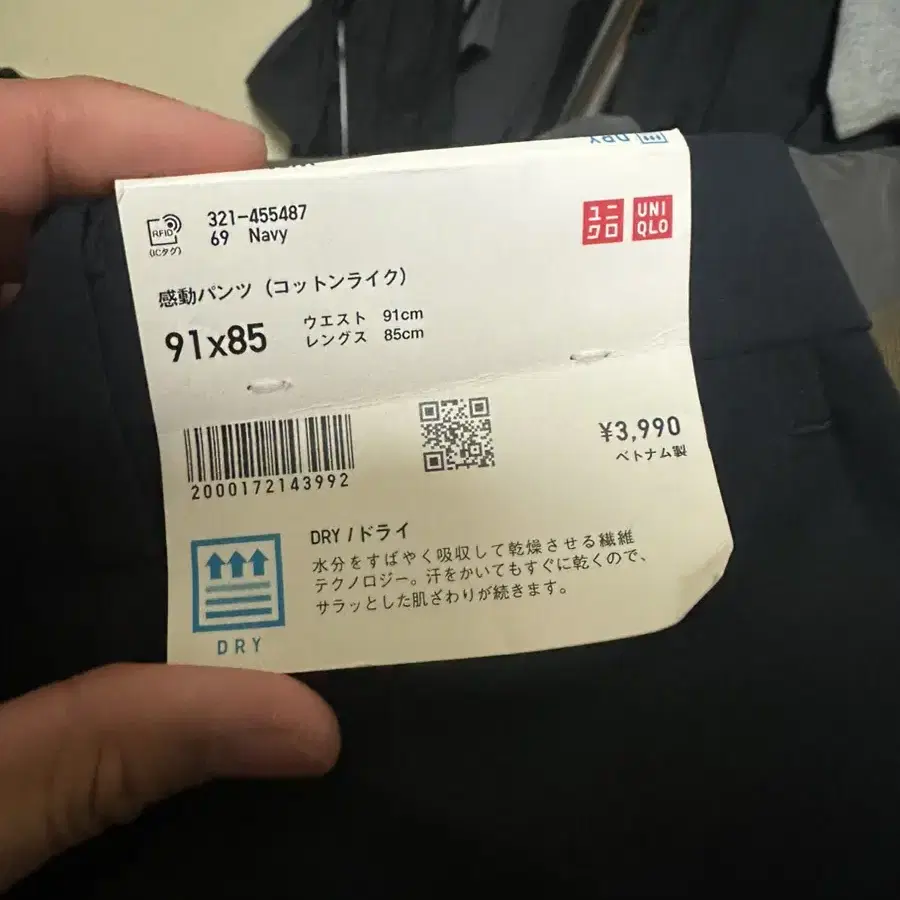 DRY
RFID
(ICタグ)
321-455487
69 Navy
ユニ
クロ
UNI
QLO
感動パンツ (コットンライク)
91x85
ウエスト 91cm
レングス 85cm
2000172143992
¥3,990
ベトナム製
DRY / ドライ
水分をすばやく吸収して乾燥させる繊維
テクノロジー。汗をかいてもすぐに乾くので、
サラッとした肌ざわりが続きます。
DRY